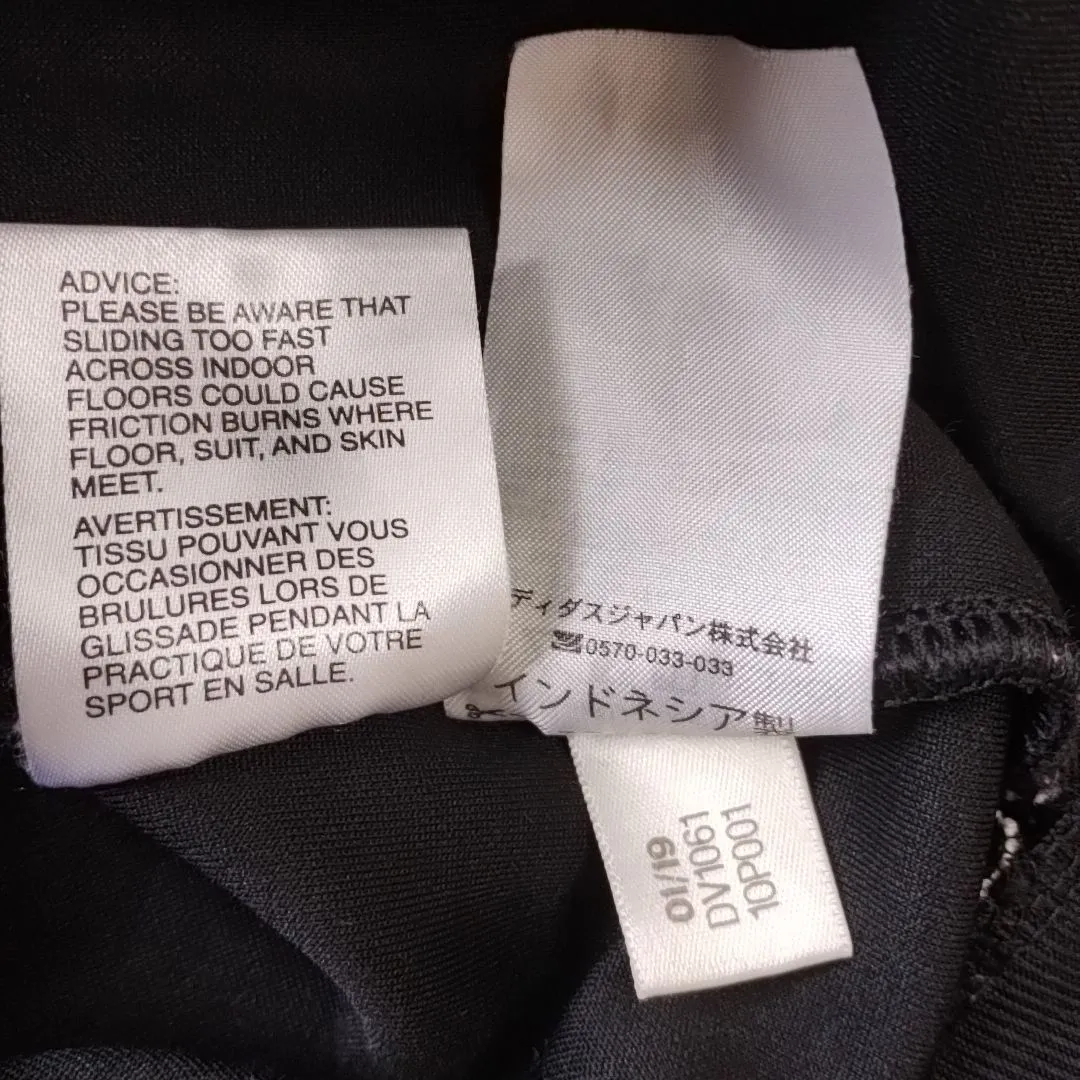 ADVICE:
PLEASE BE AWARE THAT
SLIDING TOO FAST
ACROSS INDOOR
FLOORS COULD CAUSE
FRICTION BURNS WHERE
FLOOR, SUIT, AND SKIN
MEET.
AVERTISSEMENT:
TISSU POUVANT VOUS
OCCASIONNER DES
BRULURES LORS DE
GLISSADE PENDANT LA
PRACTIQUE DE VOTRE
SPORT EN SALLE.
ディダスジャパン株式会社
0570-033-033
インドネシア製
01/19
DV1061
10P001